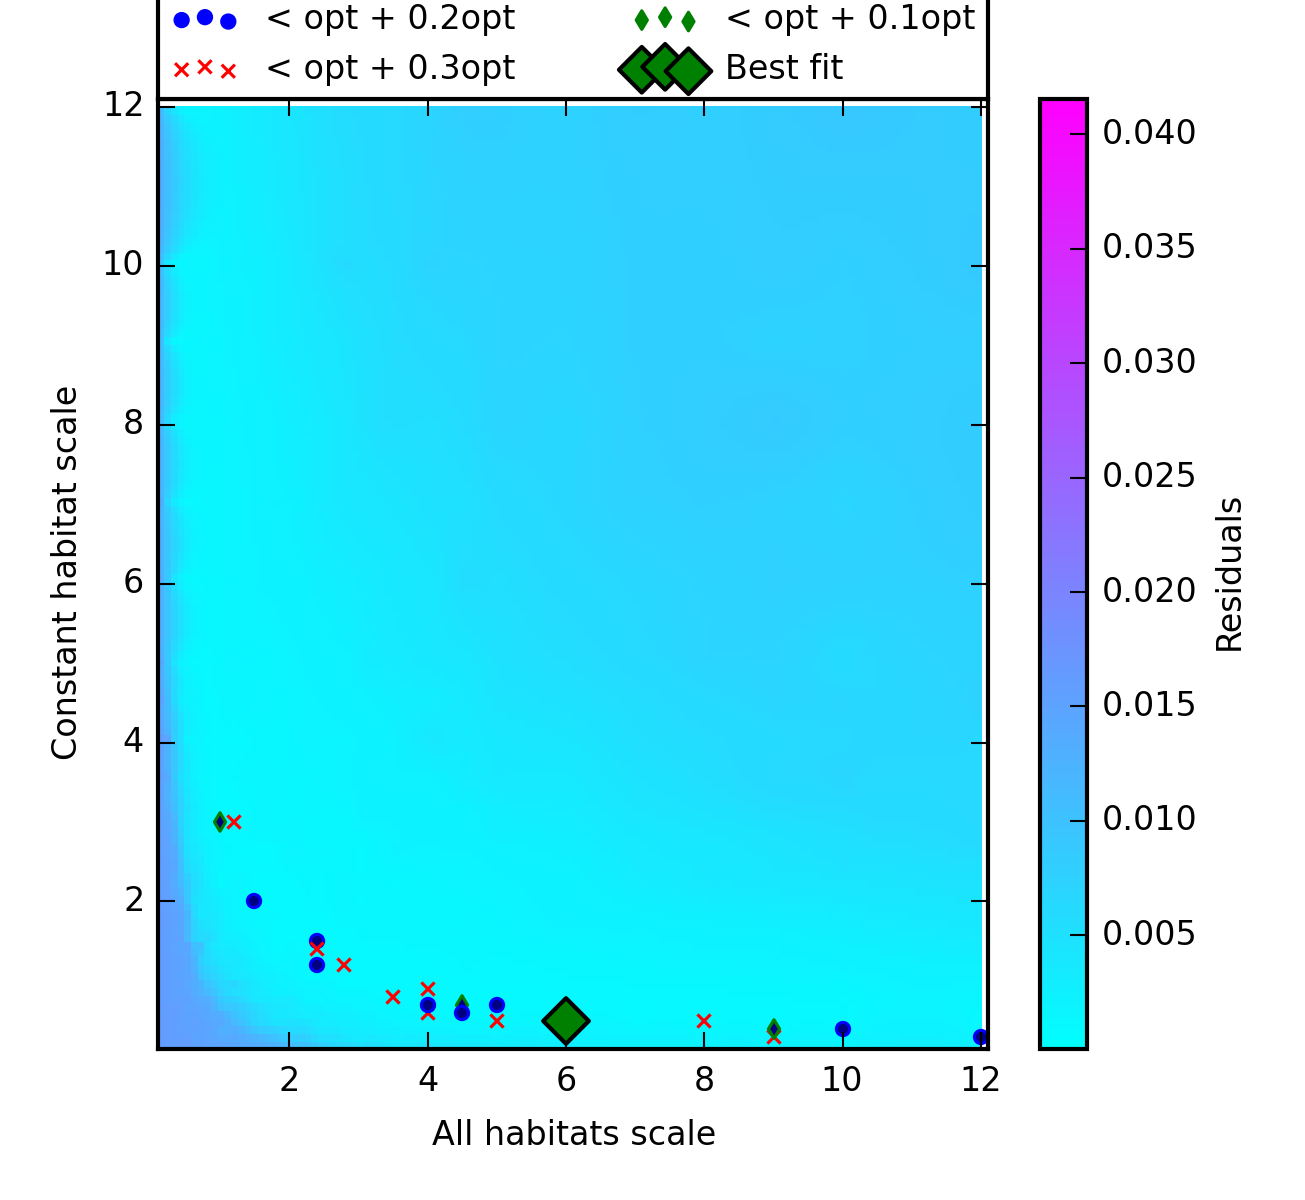 < opt + 0.2opt < opt + 0.1opt
< opt + 0.3opt Best fit
12
10
8
6
4
2
Constant habitat scale
2 4 6 8 10 12
All habitats scale
0.040
0.035
0.030
0.025
0.020
0.015
0.010
0.005
Residuals